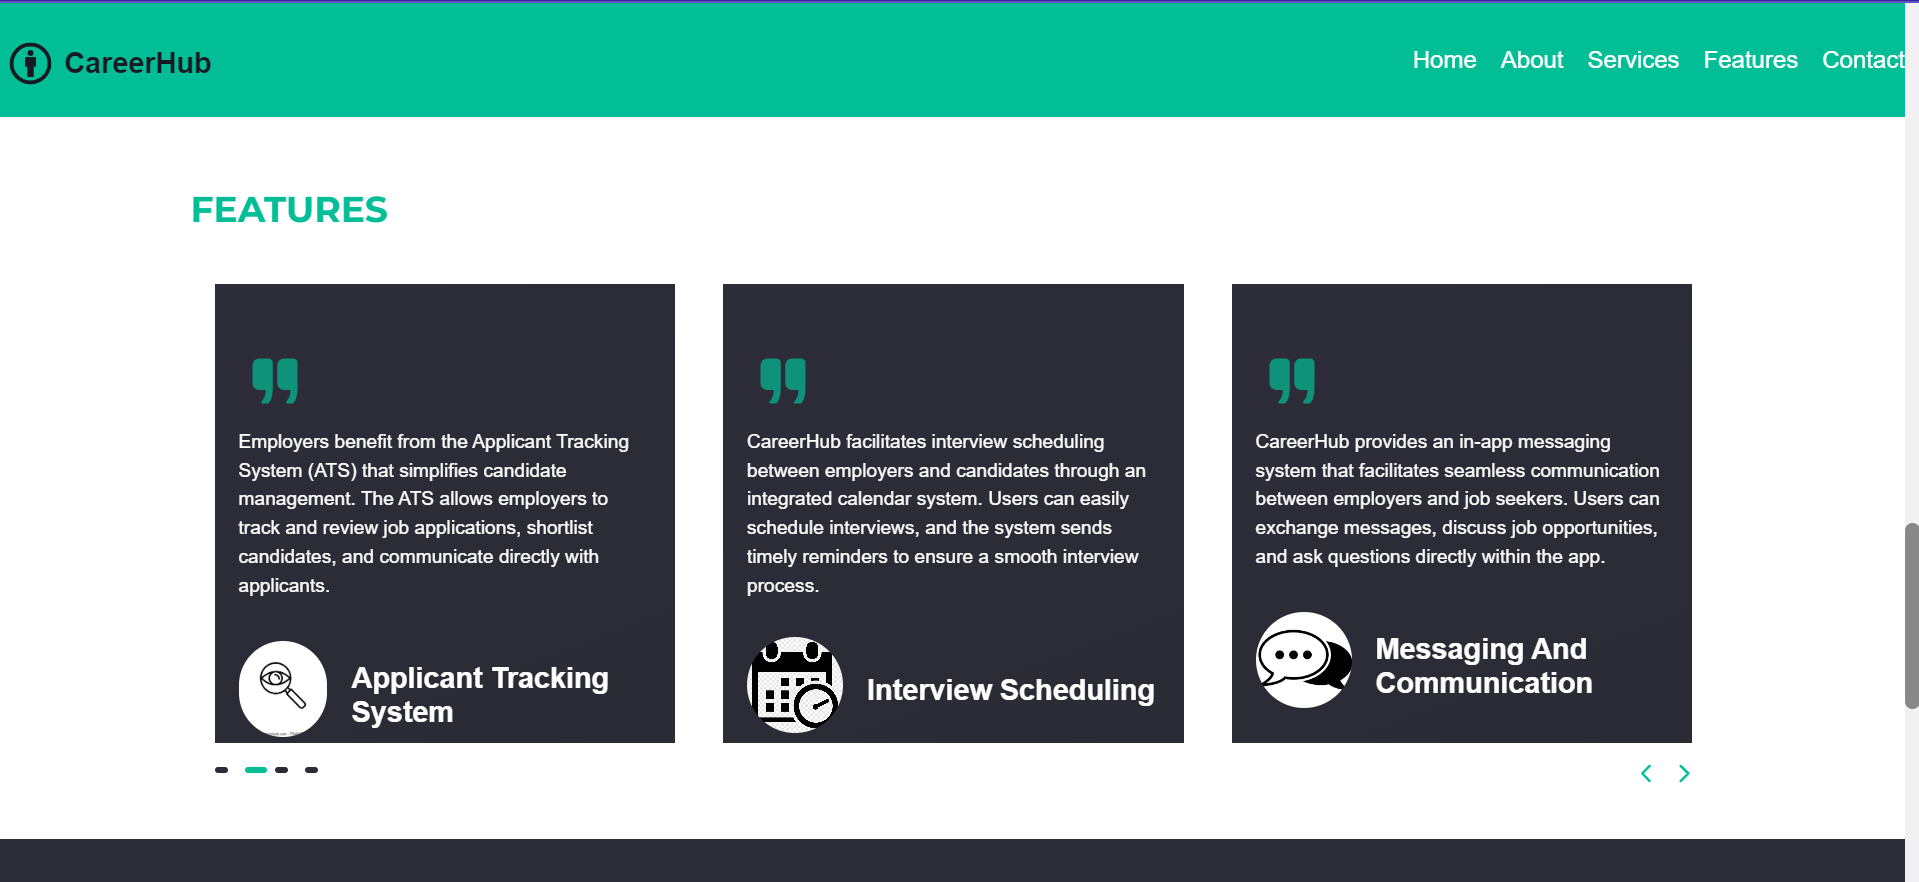 CareerHub
Home About Services Features Contact
FEATURES
Employers benefit from the Applicant Tracking
System (ATS) that simplifies candidate
management. The ATS allows employers to
track and review job applications, shortlist
candidates, and communicate directly with
applicants.
Applicant Tracking
System
CareerHub facilitates interview scheduling
between employers and candidates through an
integrated calendar system. Users can easily
schedule interviews, and the system sends
timely reminders to ensure a smooth interview
process.
Interview Scheduling
CareerHub provides an in-app messaging
system that facilitates seamless communication
between employers and job seekers. Users can
exchange messages, discuss job opportunities,
and ask questions directly within the app.
Messaging And
Communication